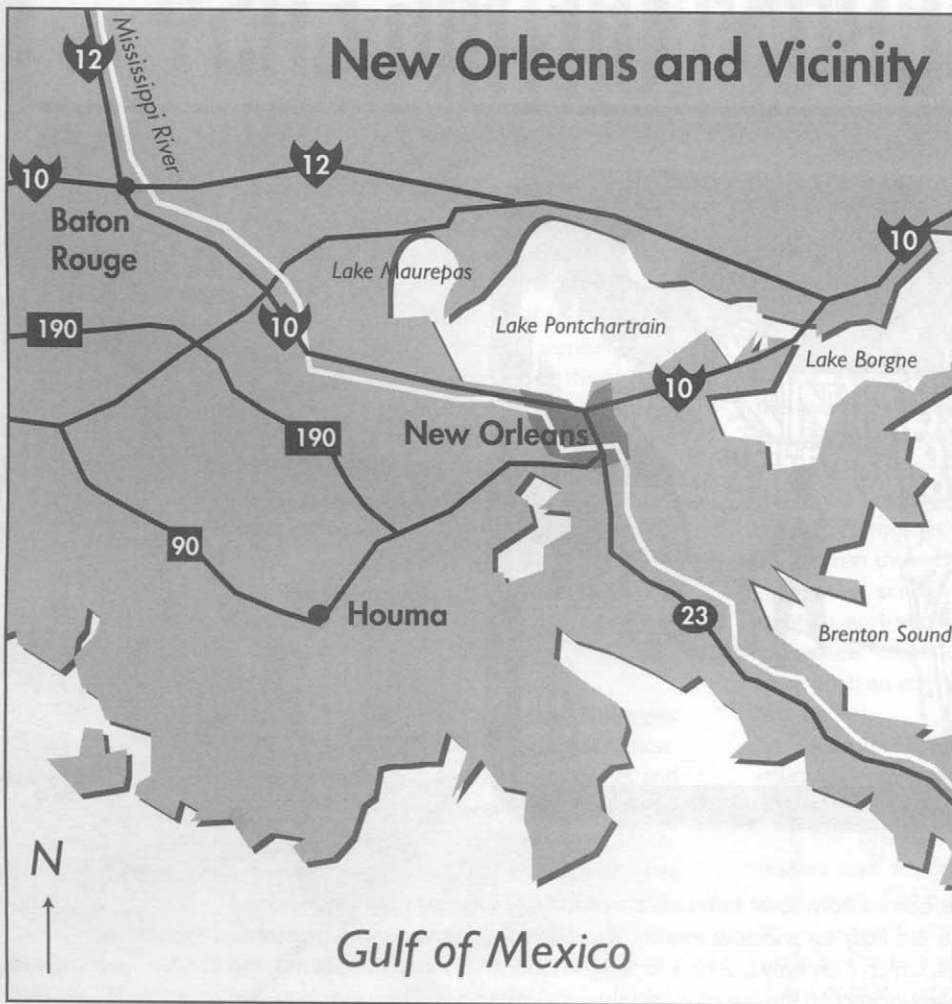 New Orleans and Vicinity
12
Mississippi River
12
10
Baton
Rouge
10
Lake Maurepas
190
10
Lake Pontchartrain
Lake Borgne
10
190
New Orleans
90
Houma
23
Brenton Sound
N
Gulf of Mexico